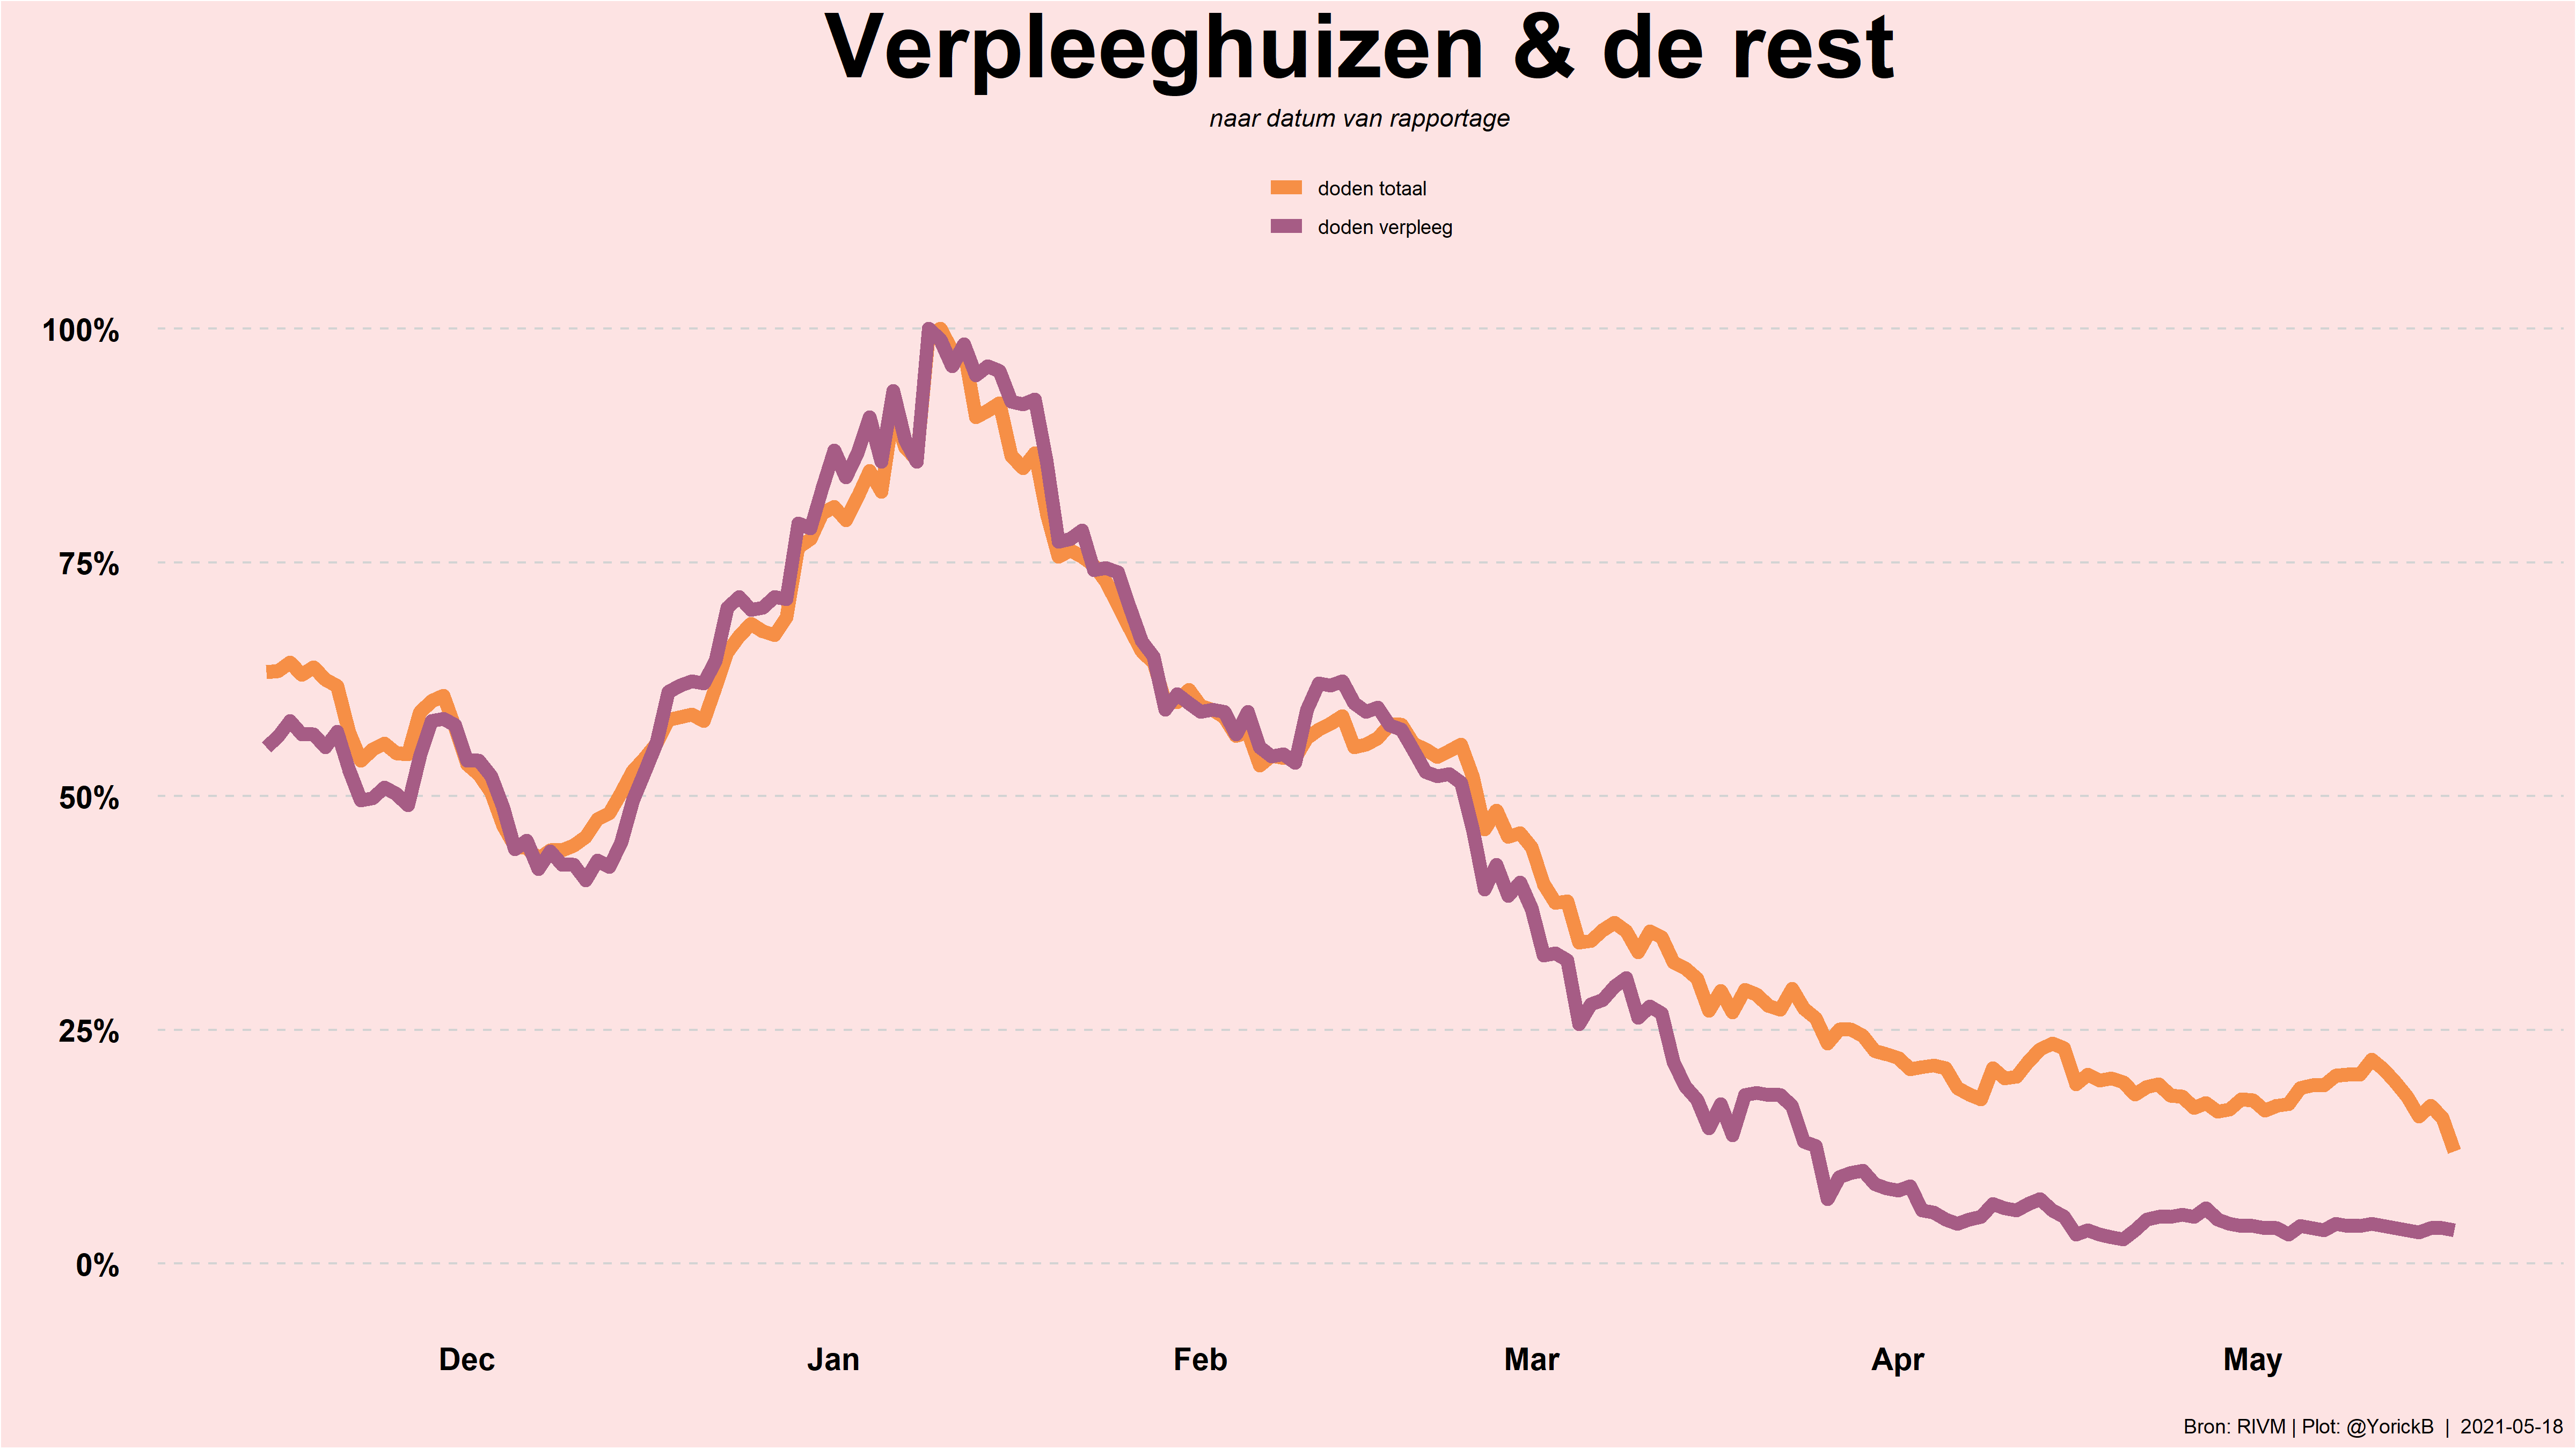 Verpleeghuizen & de rest
naar datum van rapportage
doden totaal
doden verpleeg
100%
75%
50%
25%
0%
Dec Jan Feb Mar Apr May
Bron: RIVM | Plot: @YorickB | 2021-05-18